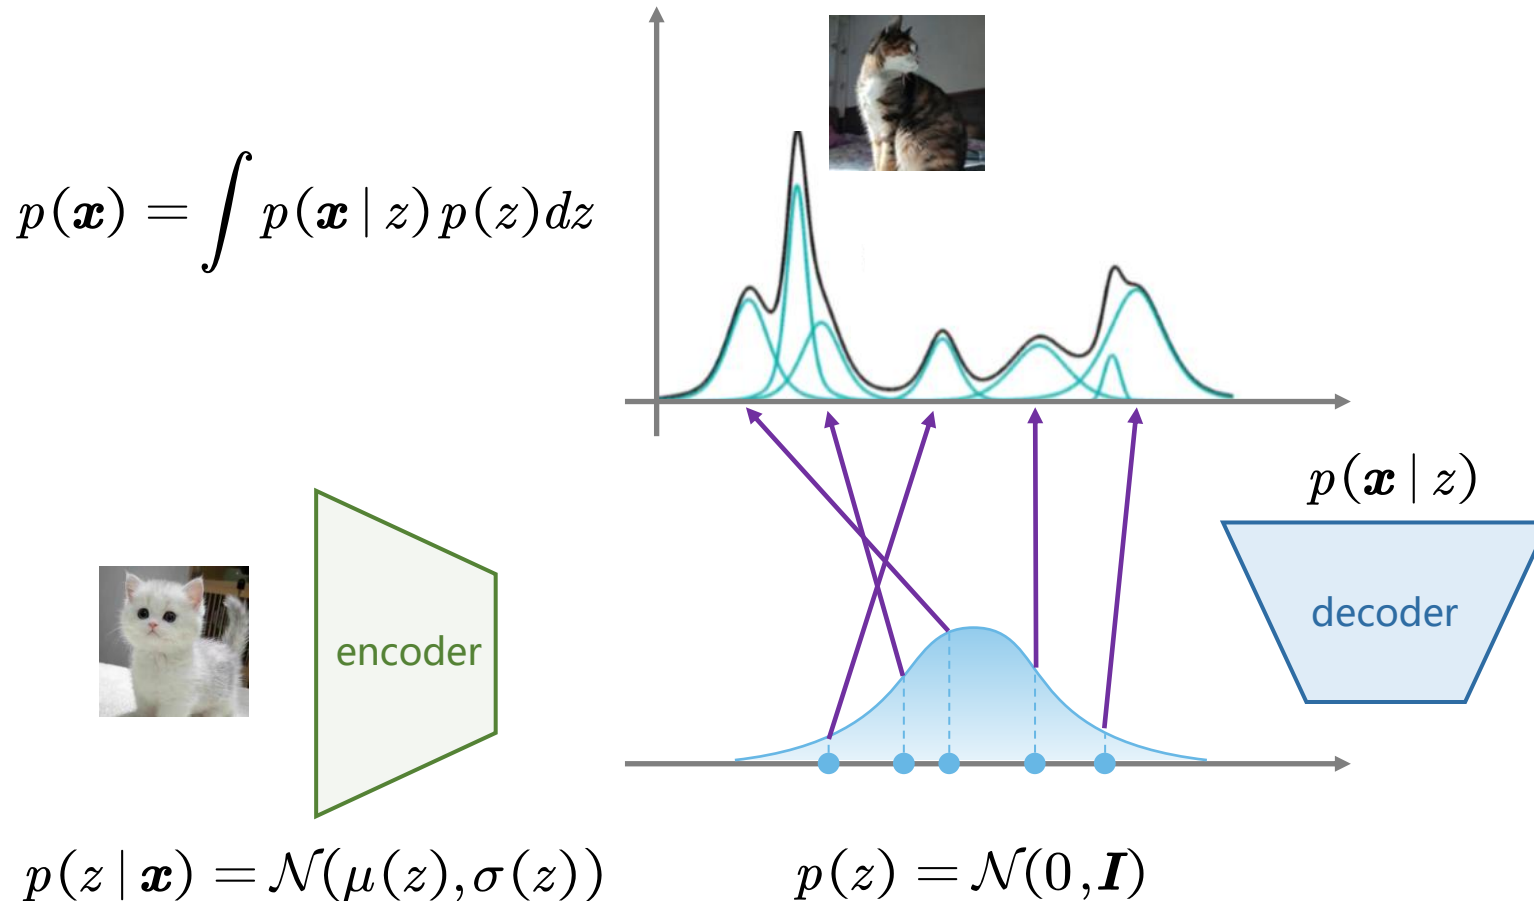 p(x) = ∫ p(x | z) p(z)dz
p(x | z)
decoder
encoder
p(z | x) = 𝒩(μ(z), σ(z))
p(z) = 𝒩(0, I)